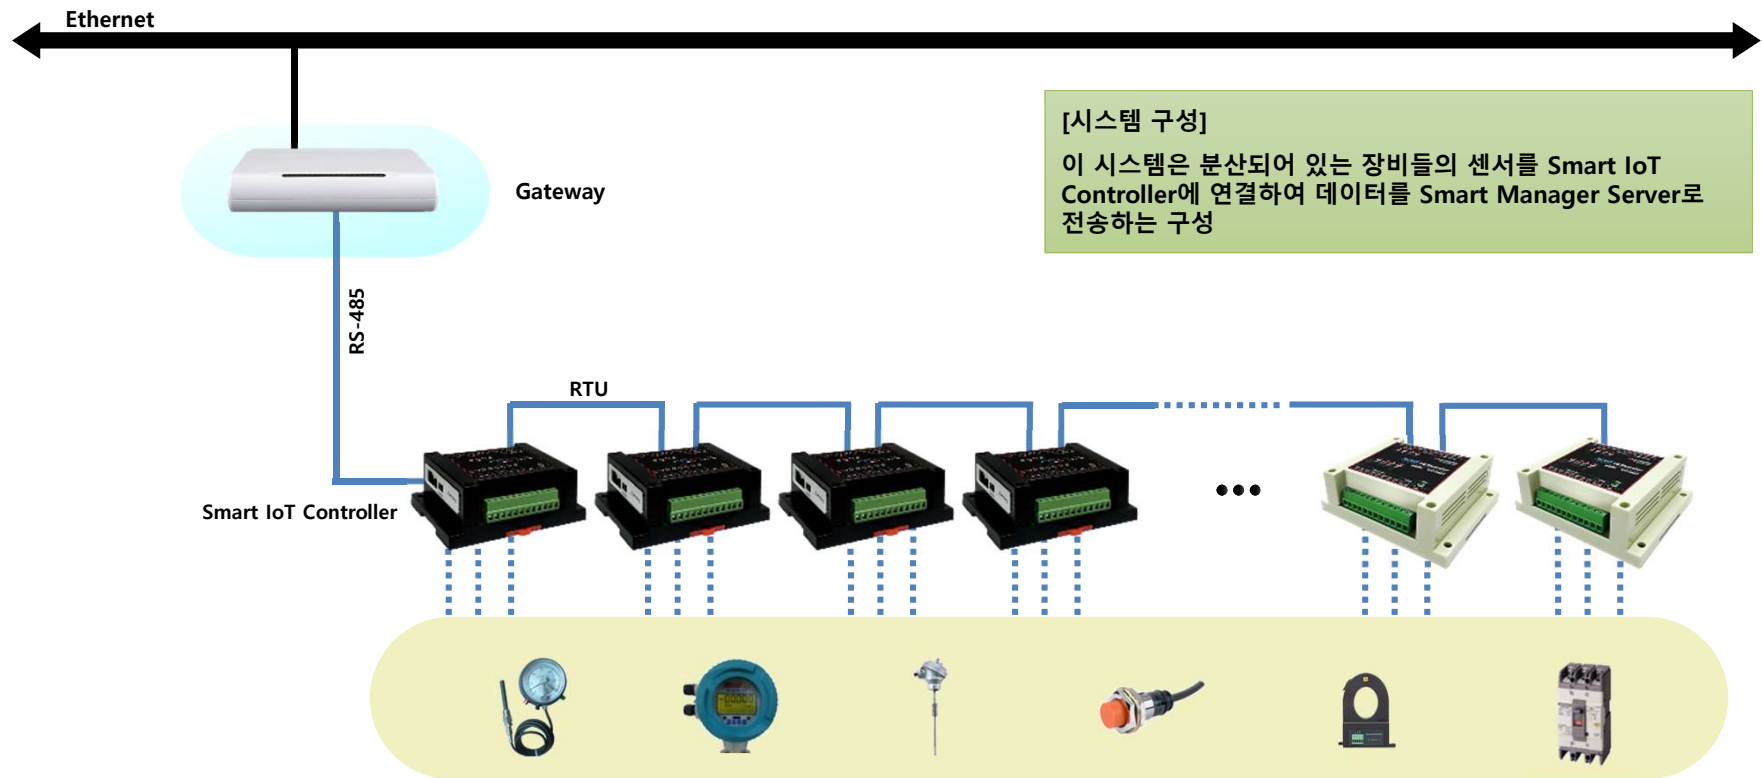 Ethernet
[시스템 구성]
이 시스템은 분산되어 있는 장비들의 센서를 Smart IoT
Controller에 연결하여 데이터를 Smart Manager Server로
전송하는 구성
Gateway
RS-485
RTU
Smart IoT Controller